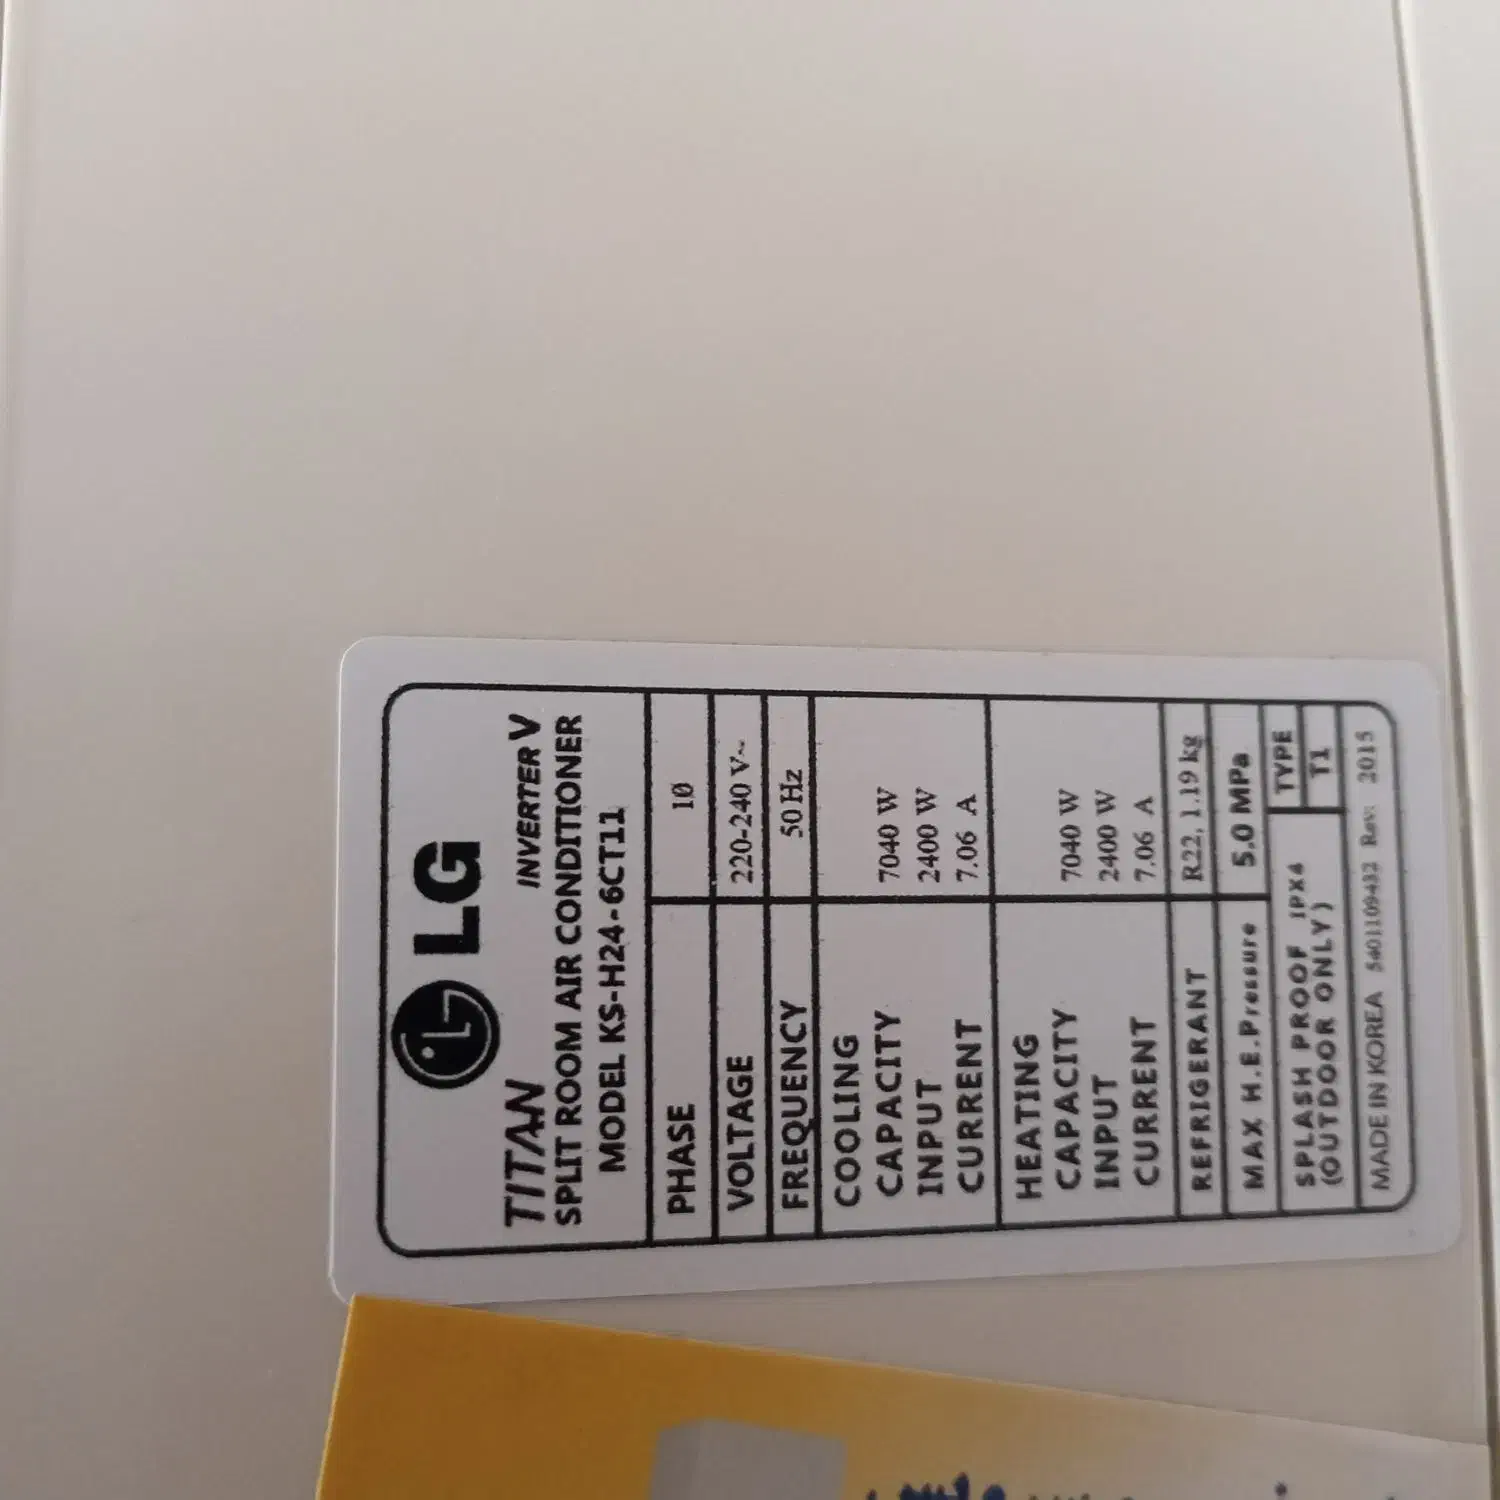 LG
TITAN INVERTER V
SPLIT ROOM AIR CONDITIONER
MODEL KS-H24-6CT11
PHASE 1Ø
VOLTAGE 220-240 V~
FREQUENCY 50 Hz
COOLING
CAPACITY 7040 W
INPUT 2400 W
CURRENT 7.06 A
HEATING
CAPACITY 7040 W
INPUT 2400 W
CURRENT 7.06 A
REFRIGERANT R22, 1.19 kg
MAX H.E.Pressure 5.0 MPa
SPLASH PROOF IPX4 TYPE
(OUTDOOR ONLY) T1
MADE IN KOREA 5401109432 Rev: 2015